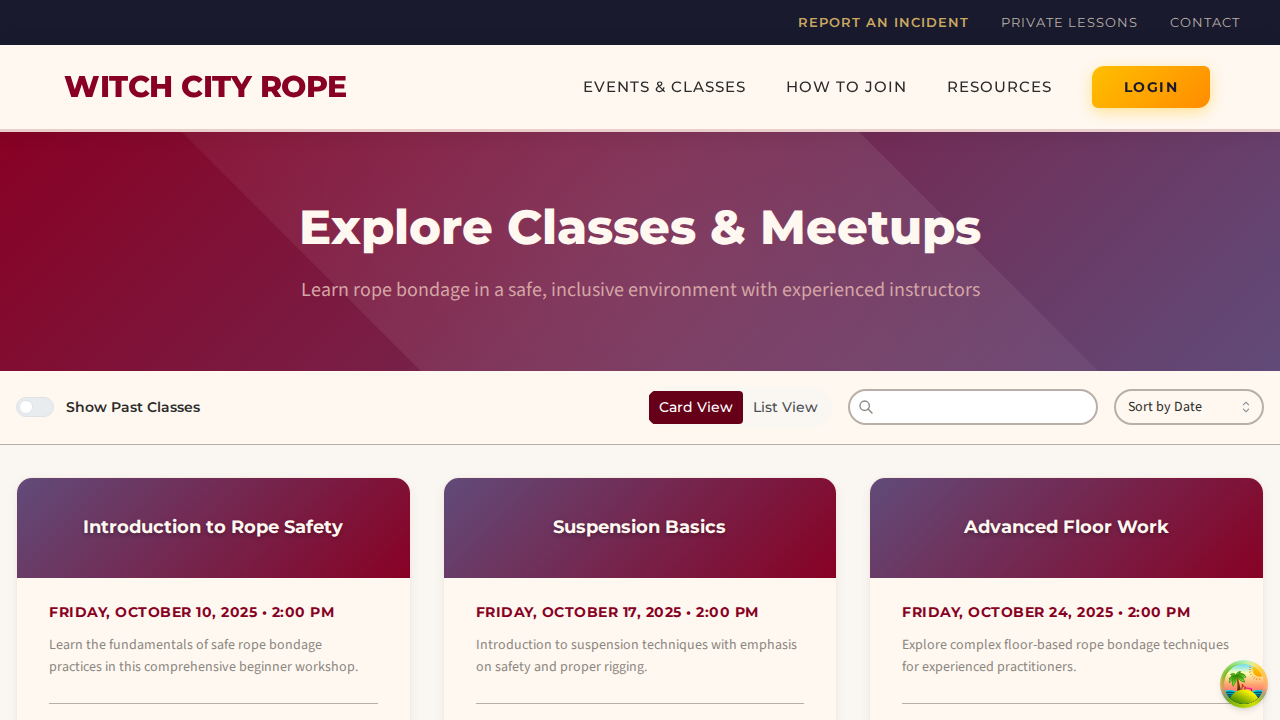 REPORT AN INCIDENT PRIVATE LESSONS CONTACT
WITCH CITY ROPE EVENTS & CLASSES HOW TO JOIN RESOURCES LOGIN
Explore Classes & Meetups
Learn rope bondage in a safe, inclusive environment with experienced instructors
Show Past Classes Card View List View Sort by Date
Introduction to Rope Safety
FRIDAY, OCTOBER 10, 2025 • 2:00 PM
Learn the fundamentals of safe rope bondage
practices in this comprehensive beginner workshop.
Suspension Basics
FRIDAY, OCTOBER 17, 2025 • 2:00 PM
Introduction to suspension techniques with emphasis
on safety and proper rigging.
Advanced Floor Work
FRIDAY, OCTOBER 24, 2025 • 2:00 PM
Explore complex floor-based rope bondage techniques
for experienced practitioners.